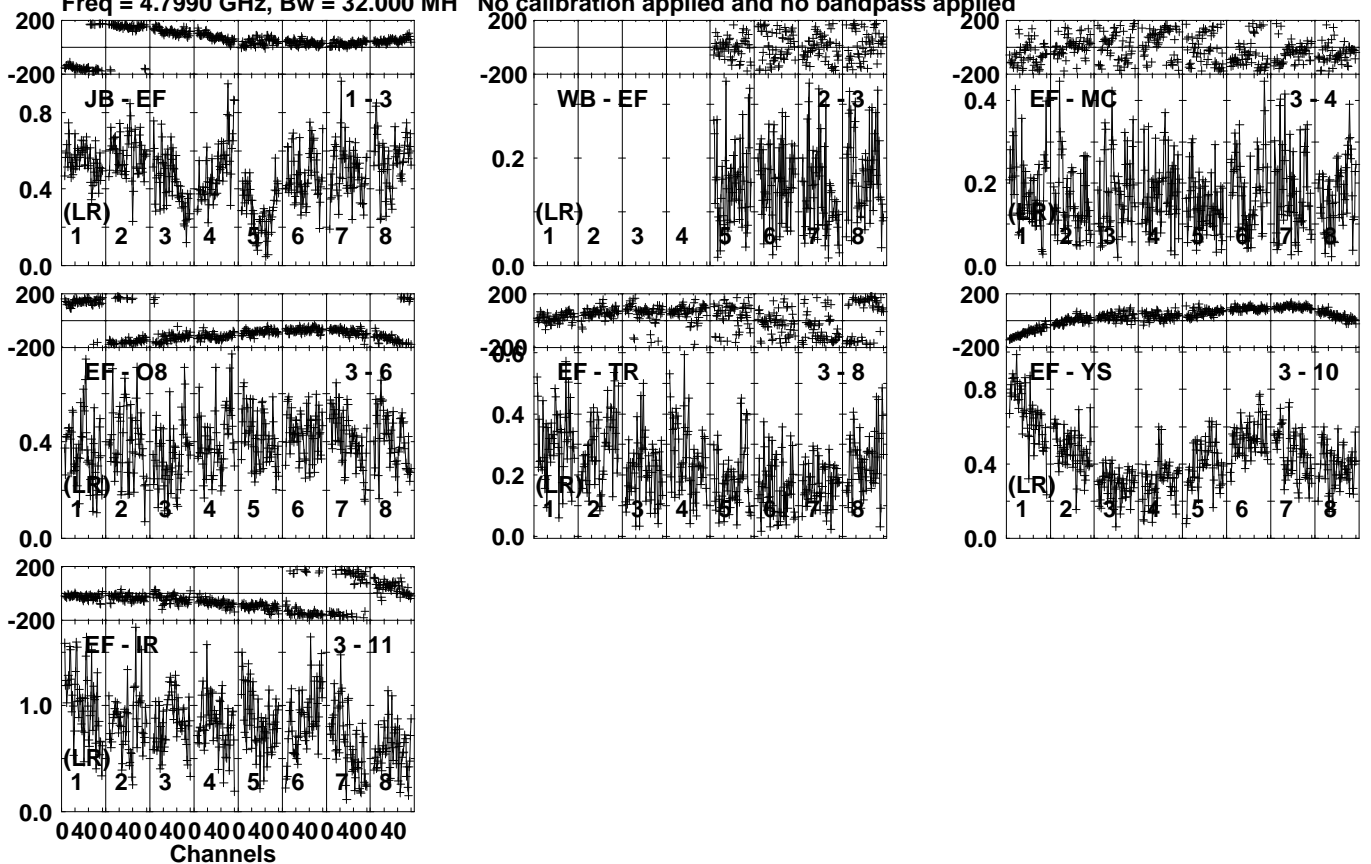 Freq = 4.7990 GHz, Bw = 32.000 MH No calibration applied and no bandpass applied
200
-200
JB - EF 1 - 3
0.8
0.4
(LR)
1 2 3 4 5 6 7 8
0.0
WB - EF 2 - 3
0.2
(LR)
1 2 3 4 5 6 7 8
0.0
200
-200
EF - MC 3 - 4
0.4
0.2
(LR)
1 2 3 4 5 6 7 8
0.0
200
-200
EF - O8 3 - 6
0.4
(LR)
1 2 3 4 5 6 7 8
0.0
200
-200
0.6
EF - TR 3 - 8
0.4
0.2
(LR)
1 2 3 4 5 6 7 8
0.0
200
-200
EF - YS 3 - 10
0.8
0.4
(LR)
1 2 3 4 5 6 7 8
0.0
200
-200
EF - IR 3 - 11
1.0
(LR)
1 2 3 4 5 6 7 8
0.0
0 40 0 40 0 40 0 40 0 40 0 40 0 40 0 40
Channels